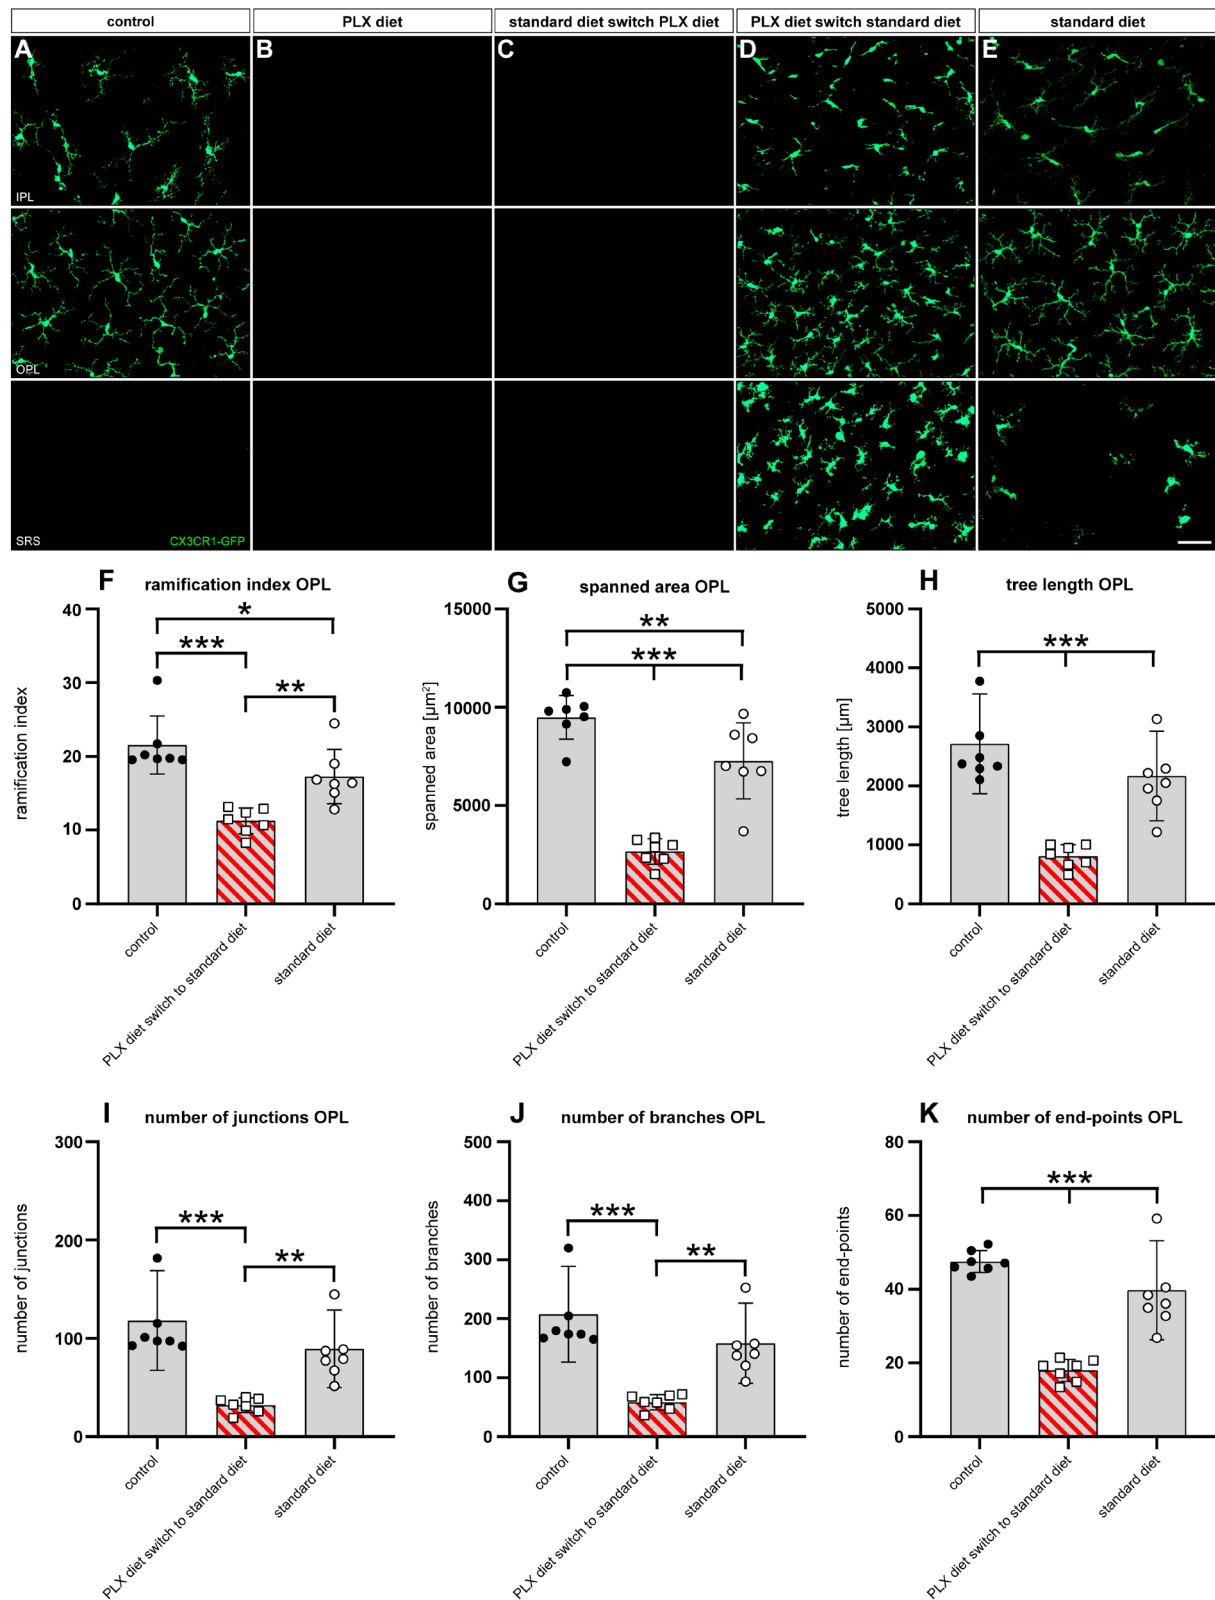 control
PLX diet
standard diet switch PLX diet
PLX diet switch standard diet
standard diet
A
B
C
D
E
IPL
OPL
SRS
CX3CR1-GFP
F
ramification index OPL
ramification index
40
30
20
10
0
*
***
**
control
PLX diet switch to standard diet
standard diet
G
spanned area OPL
spanned area [µm²]
15000
10000
5000
0
**
***
control
PLX diet switch to standard diet
standard diet
H
tree length OPL
tree length [µm]
5000
4000
3000
2000
1000
0
***
control
PLX diet switch to standard diet
standard diet
I
number of junctions OPL
number of junctions
300
200
100
0
***
**
control
PLX diet switch to standard diet
standard diet
J
number of branches OPL
number of branches
500
400
300
200
100
0
***
**
control
PLX diet switch to standard diet
standard diet
K
number of end-points OPL
number of end-points
80
60
40
20
0
***
control
PLX diet switch to standard diet
standard diet